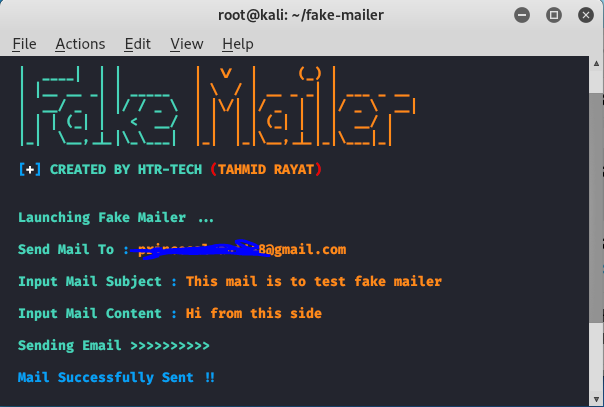 root@kali: ~/fake-mailer
File Actions Edit View Help
Fake Mailer
[+] CREATED BY HTR-TECH (TAHMID RAYAT)
Launching Fake Mailer ...
Send Mail To : 8@gmail.com
Input Mail Subject : This mail is to test fake mailer
Input Mail Content : Hi from this side
Sending Email >>>>>>>>>>
Mail Successfully Sent !!